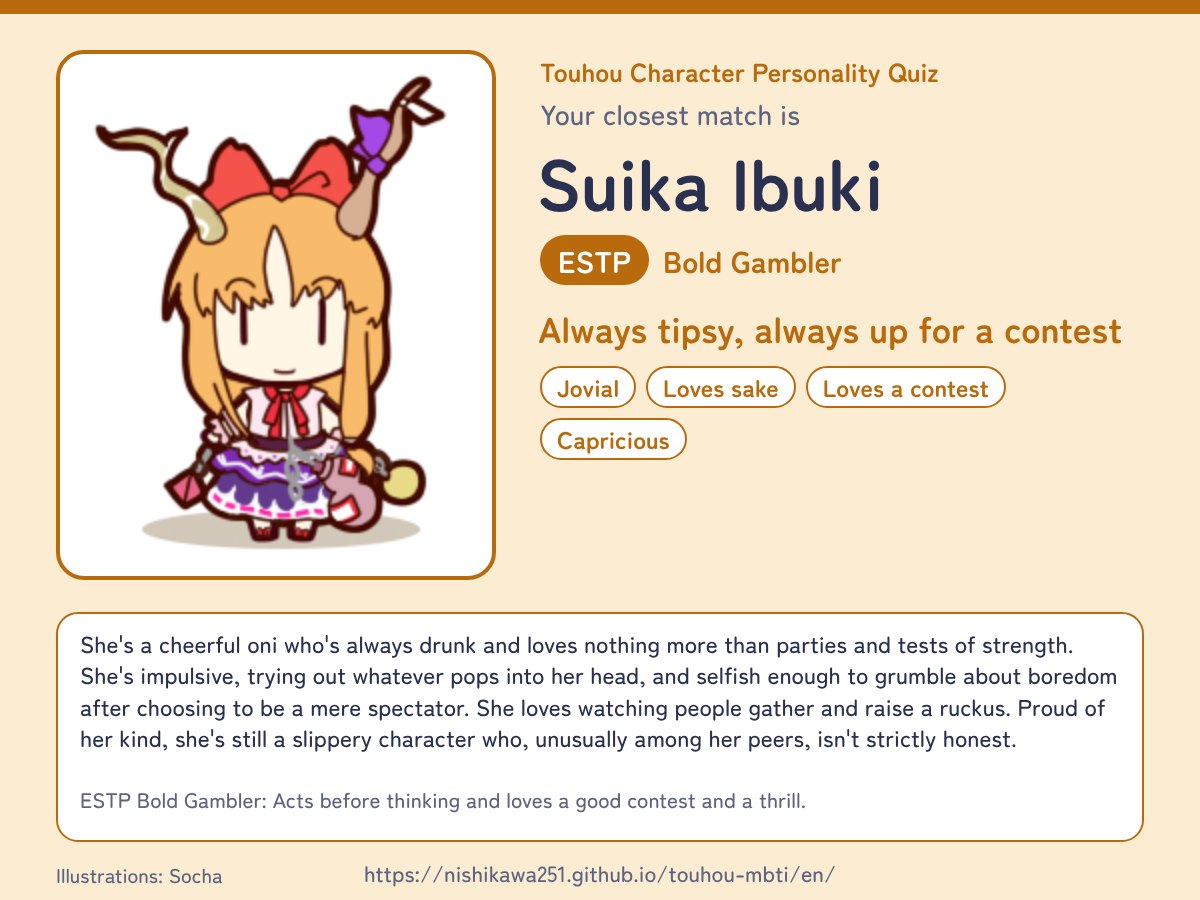 Touhou Character Personality Quiz
Your closest match is
Suika Ibuki
ESTP Bold Gambler
Always tipsy, always up for a contest
Jovial Loves sake Loves a contest
Capricious
She's a cheerful oni who's always drunk and loves nothing more than parties and tests of strength.
She's impulsive, trying out whatever pops into her head, and selfish enough to grumble about boredom
after choosing to be a mere spectator. She loves watching people gather and raise a ruckus. Proud of
her kind, she's still a slippery character who, unusually among her peers, isn't strictly honest.
ESTP Bold Gambler: Acts before thinking and loves a good contest and a thrill.
Illustrations: Socha https://nishikawa251.github.io/touhou-mbti/en/